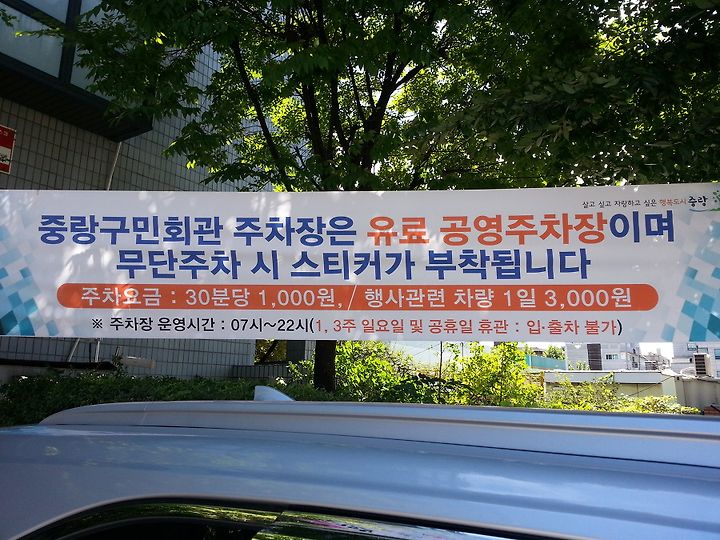 살고 싶고 자랑하고 싶은 행복도시 중랑
중랑구민회관 주차장은 유료 공영주차장이며
무단주차 시 스티커가 부착됩니다
주차요금 : 30분당 1,000원, / 행사관련 차량 1일 3,000원
※ 주차장 운영시간 : 07시~22시(1, 3주 일요일 및 공휴일 휴관 : 입·출차 불가)